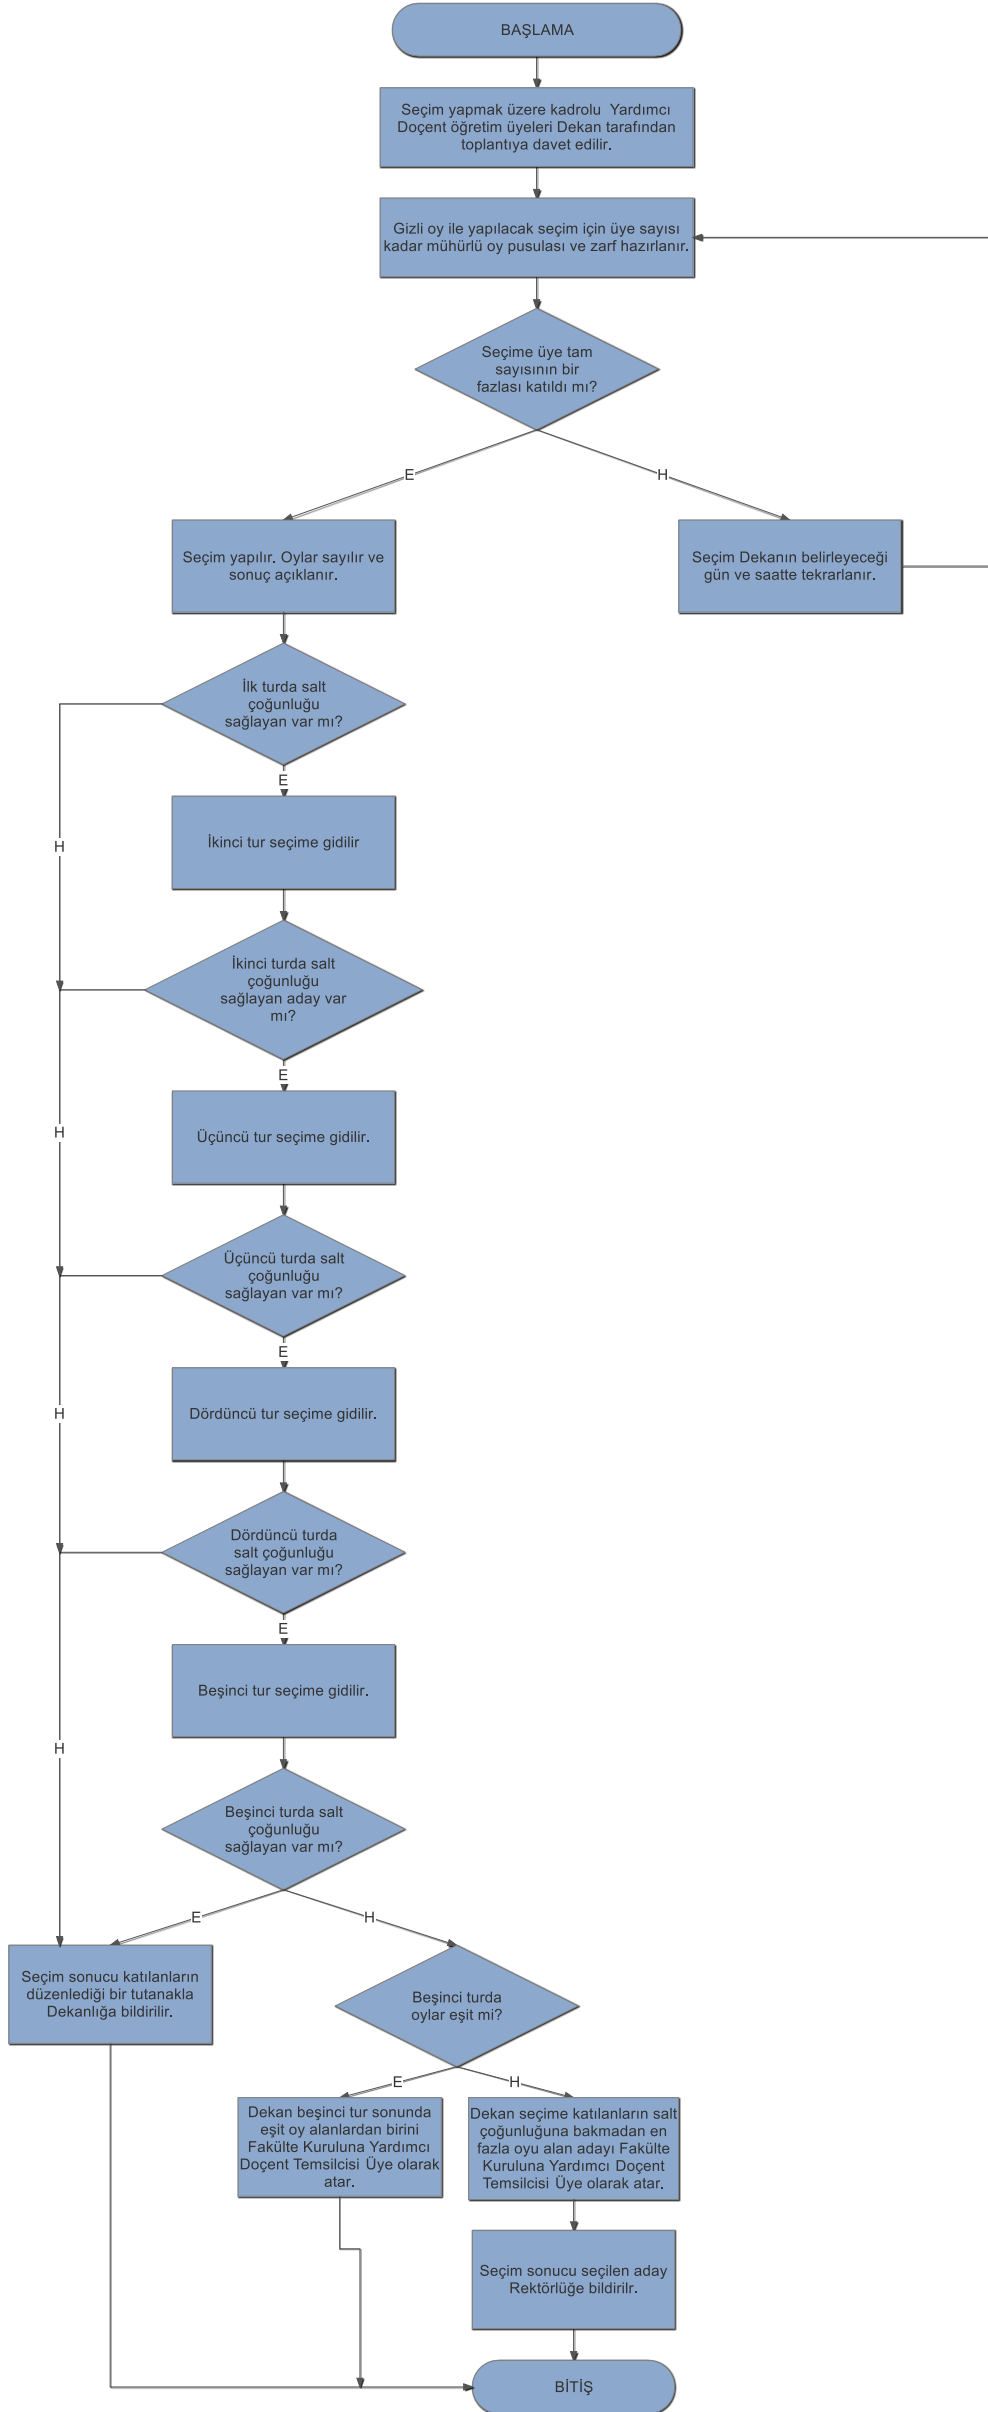 BAŞLAMA
Seçim yapmak üzere kadrolu Yardımcı
Doçent öğretim üyeleri Dekan tarafından
toplantıya davet edilir.
Gizli oy ile yapılacak seçim için üye sayısı
kadar mühürlü oy pusulası ve zarf hazırlanır.
Seçime üye tam
sayısının bir
fazlası katıldı mı?
E
H
Seçim yapılır. Oylar sayılır ve
sonuç açıklanır.
Seçim Dekanın belirleyeceği
gün ve saatte tekrarlanır.
İlk turda salt
çoğunluğu
sağlayan var mı?
E
H
İkinci tur seçime gidilir
İkinci turda salt
çoğunluğu
sağlayan aday var
mı?
E
H
Üçüncü tur seçime gidilir.
Üçüncü turda salt
çoğunluğu
sağlayan var mı?
E
H
Dördüncü tur seçime gidilir.
Dördüncü turda
salt çoğunluğu
sağlayan var mı?
E
H
Beşinci tur seçime gidilir.
Beşinci turda salt
çoğunluğu
sağlayan var mı?
E
H
Seçim sonucu katılanların
düzenlediği bir tutanakla
Dekanlığa bildirilir.
Beşinci turda
oylar eşit mi?
E
H
Dekan beşinci tur sonunda
eşit oy alanlardan birini
Fakülte Kuruluna Yardımcı
Doçent Temsilcisi Üye olarak
atar.
Dekan seçime katılanların salt
çoğunluğuna bakmadan en
fazla oyu alan adayı Fakülte
Kuruluna Yardımcı Doçent
Temsilcisi Üye olarak atar.
Seçim sonucu seçilen aday
Rektörlüğe bildirilr.
BİTİŞ